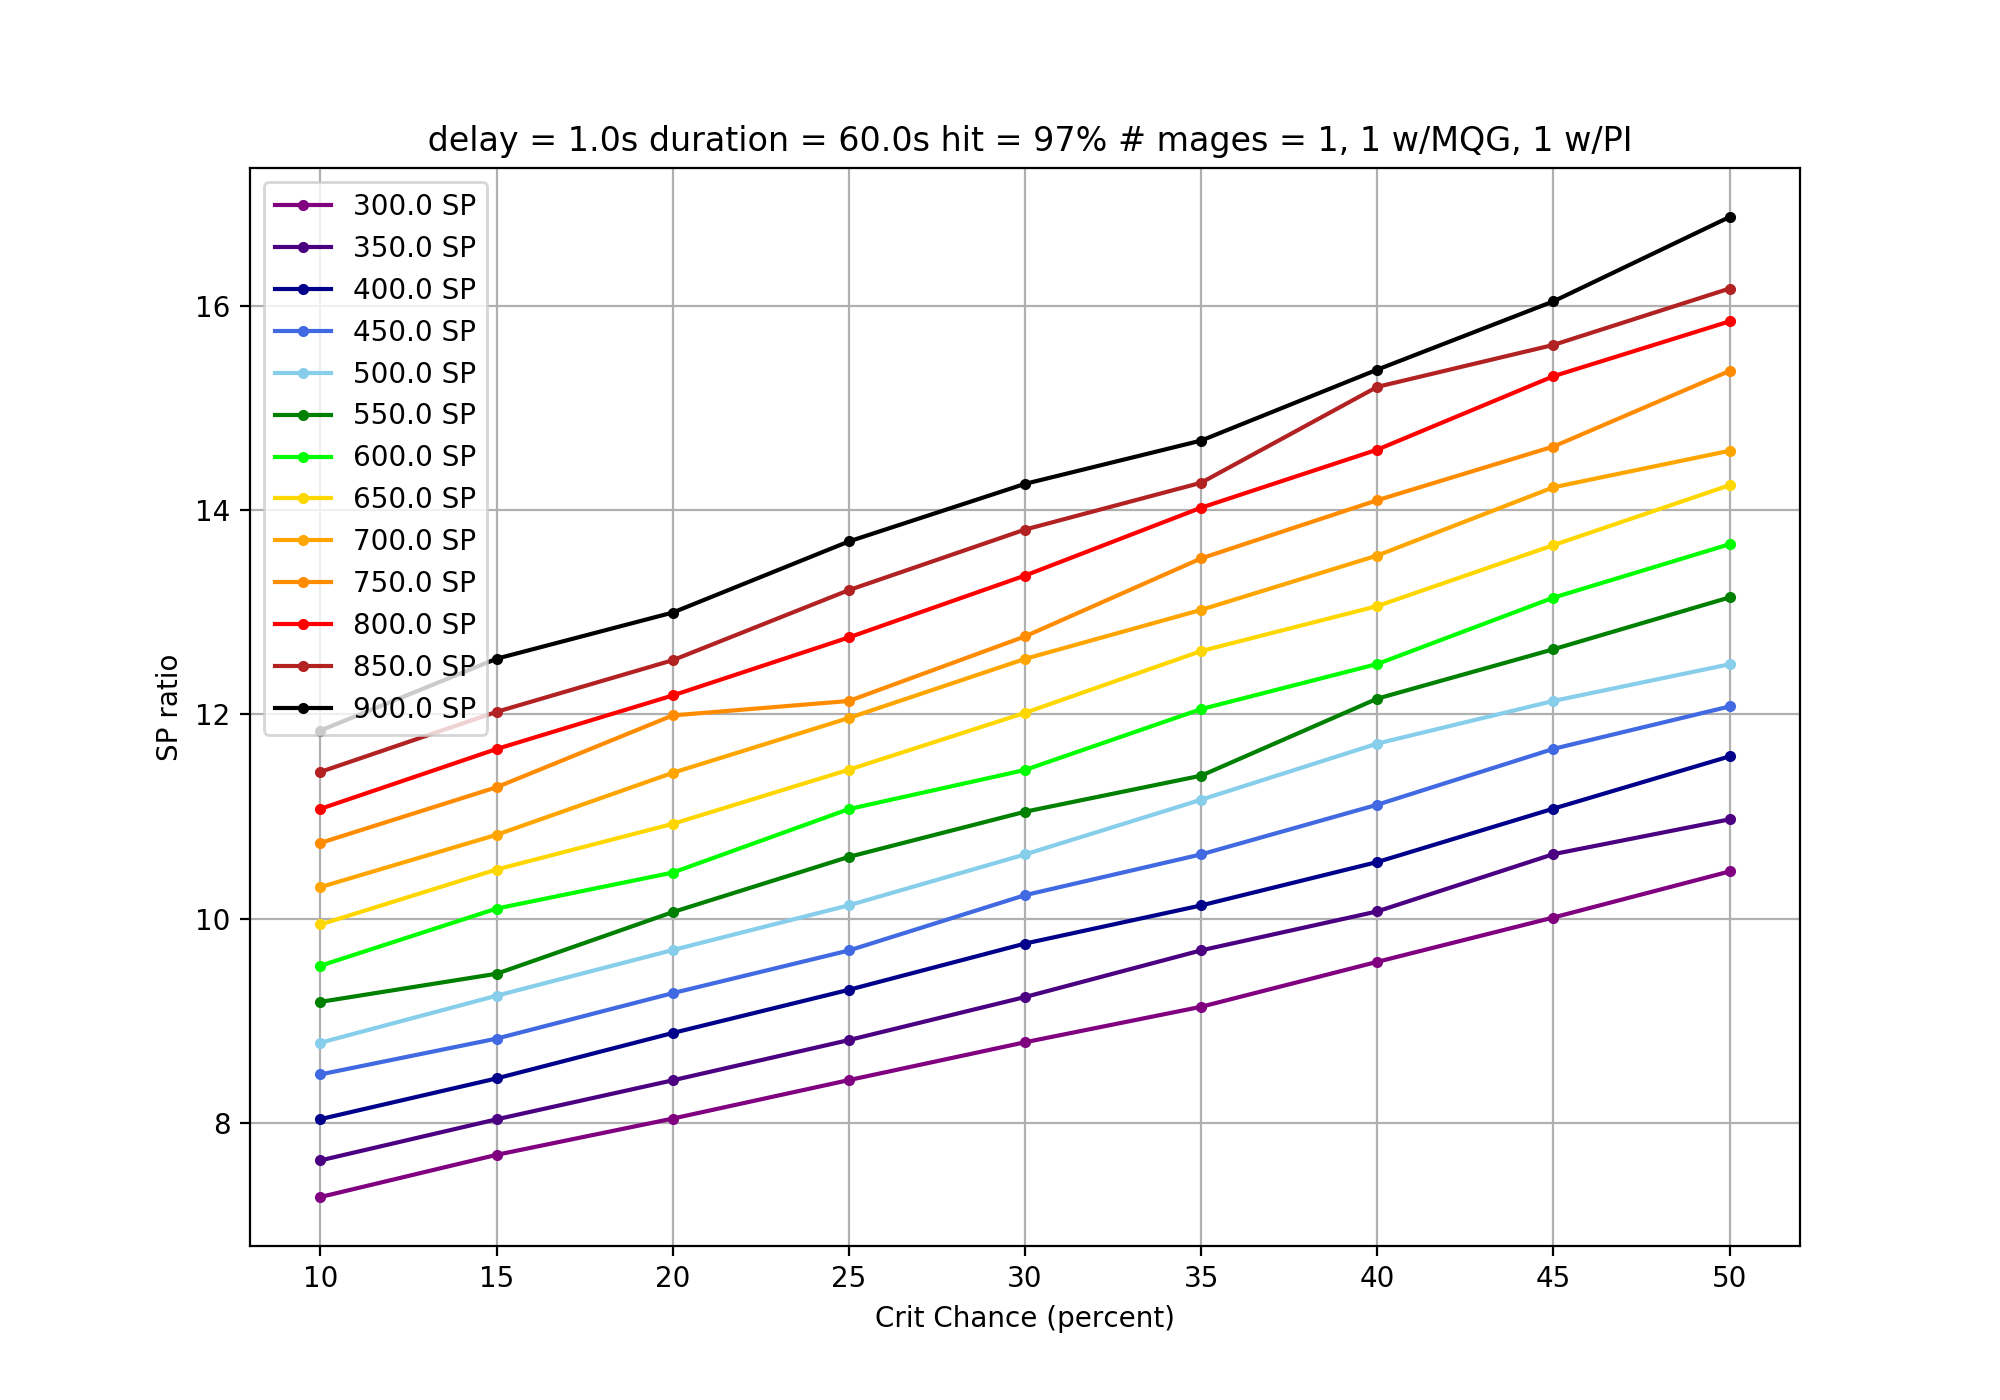 delay = 1.0s duration = 60.0s hit = 97% # mages = 1, 1 w/MQG, 1 w/PI
300.0 SP
350.0 SP
400.0 SP
450.0 SP
500.0 SP
550.0 SP
600.0 SP
650.0 SP
700.0 SP
750.0 SP
800.0 SP
850.0 SP
900.0 SP
SP ratio
16
14
12
10
8
10 15 20 25 30 35 40 45 50
Crit Chance (percent)